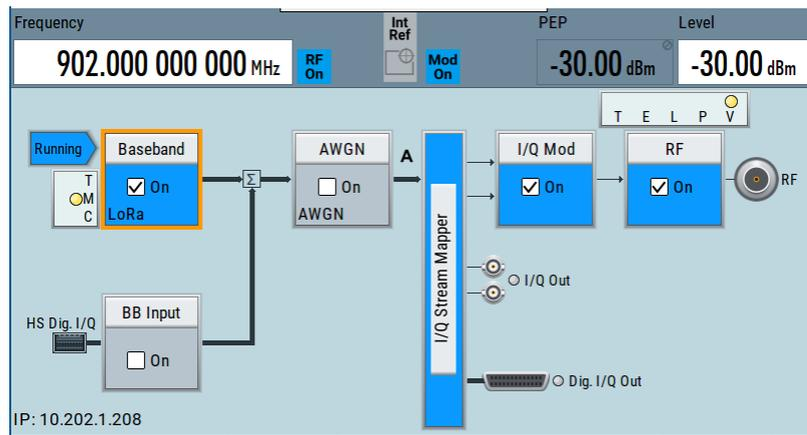 Frequency
Int
Ref
PEP
Level
902.000 000 000 MHz
RF
On
Mod
On
-30.00 dBm
-30.00 dBm
T E L P V
Running
Baseband
AWGN
A
I/Q Mod
RF
T
M
C
On
LoRa
Σ
On
AWGN
I/Q Stream Mapper
On
On
RF
I/Q Out
HS Dig. I/Q
BB Input
On
Dig. I/Q Out
IP: 10.202.1.208